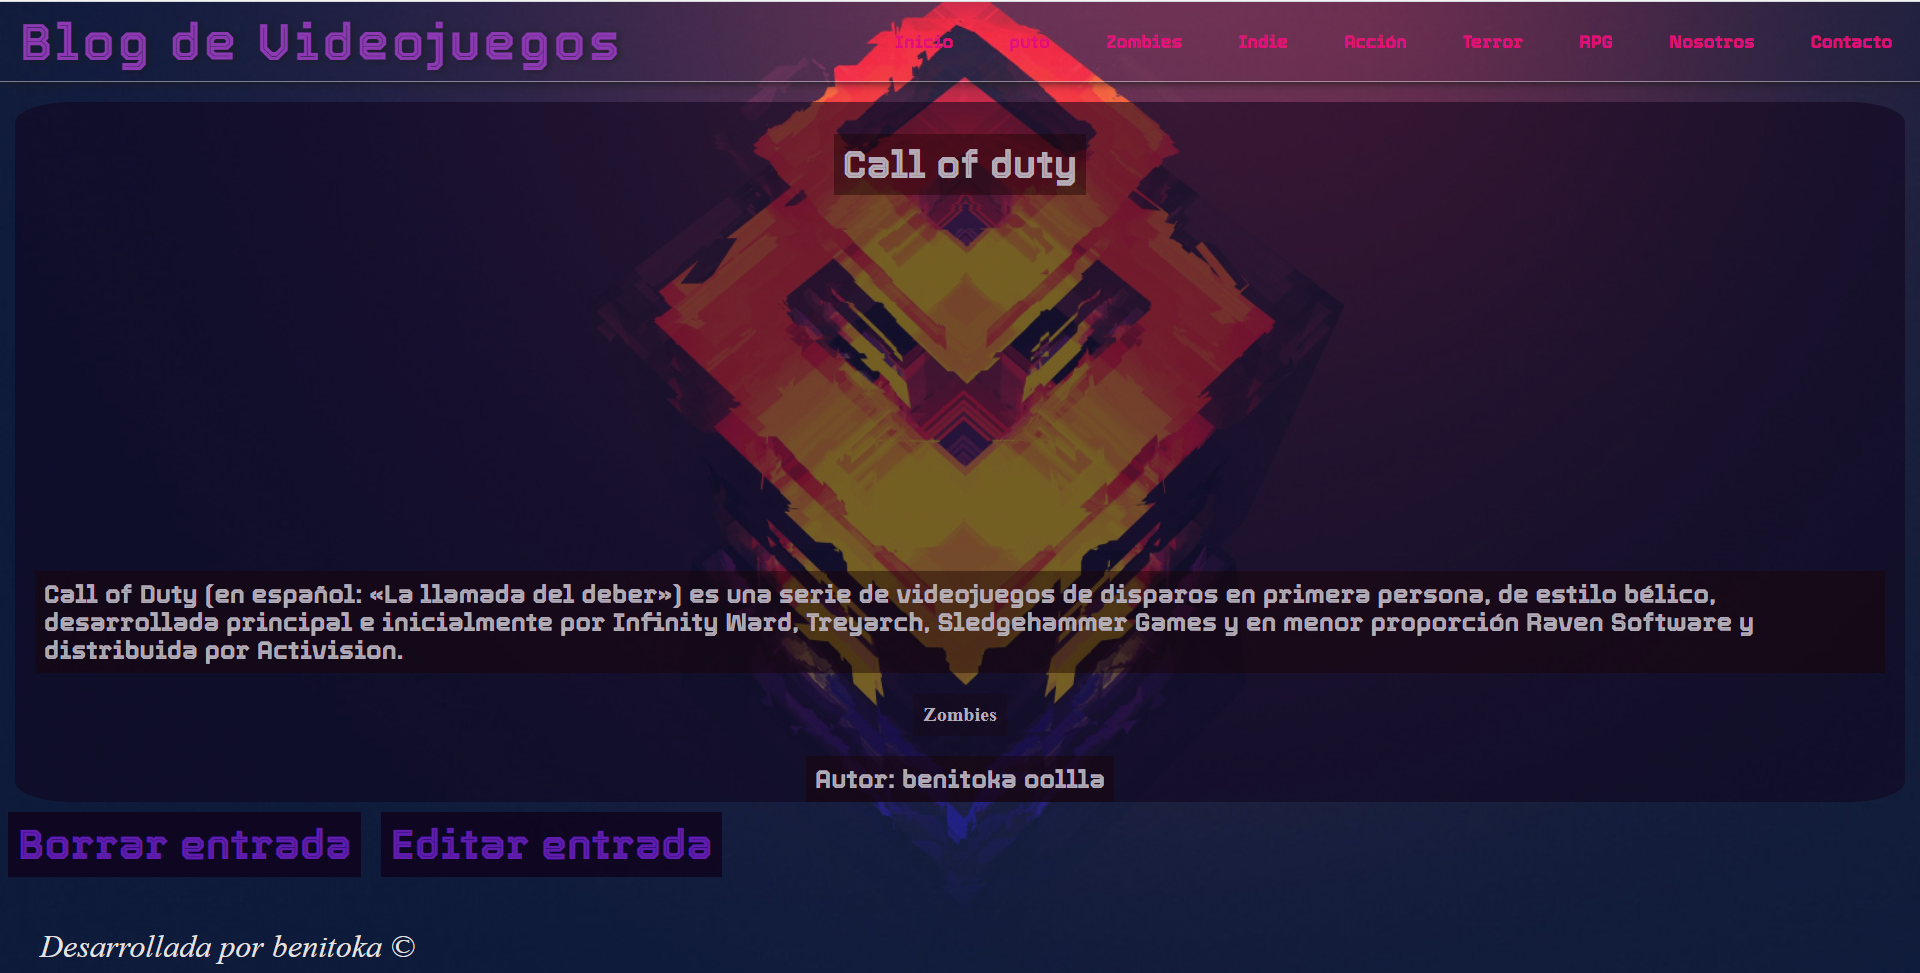 Blog de Videojuegos
Inicio puto Zombies Indie Acción Terror RPG Nosotros Contacto
Call of duty
Call of Duty (en español: «La llamada del deber») es una serie de videojuegos de disparos en primera persona, de estilo bélico,
desarrollada principal e inicialmente por Infinity Ward, Treyarch, Sledgehammer Games y en menor proporción Raven Software y
distribuida por Activision.
Zombies
Autor: benitoka oollla
Borrar entrada Editar entrada
Desarrollada por benitoka ©